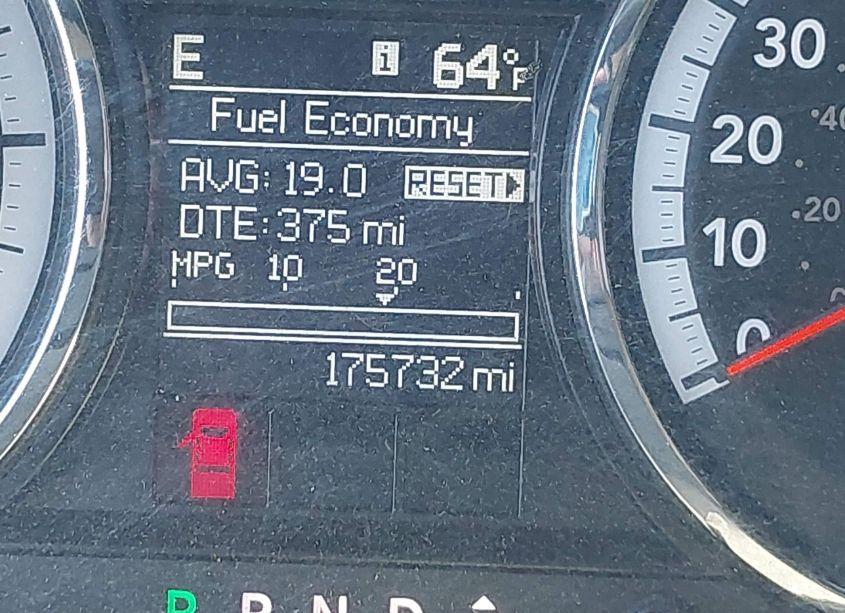 E i 64°F
Fuel Economy
AVG: 19.0 RESET
DTE: 375 mi
MPG 10 20
175732 mi
P R N D
30
20
10
0
40
20
0